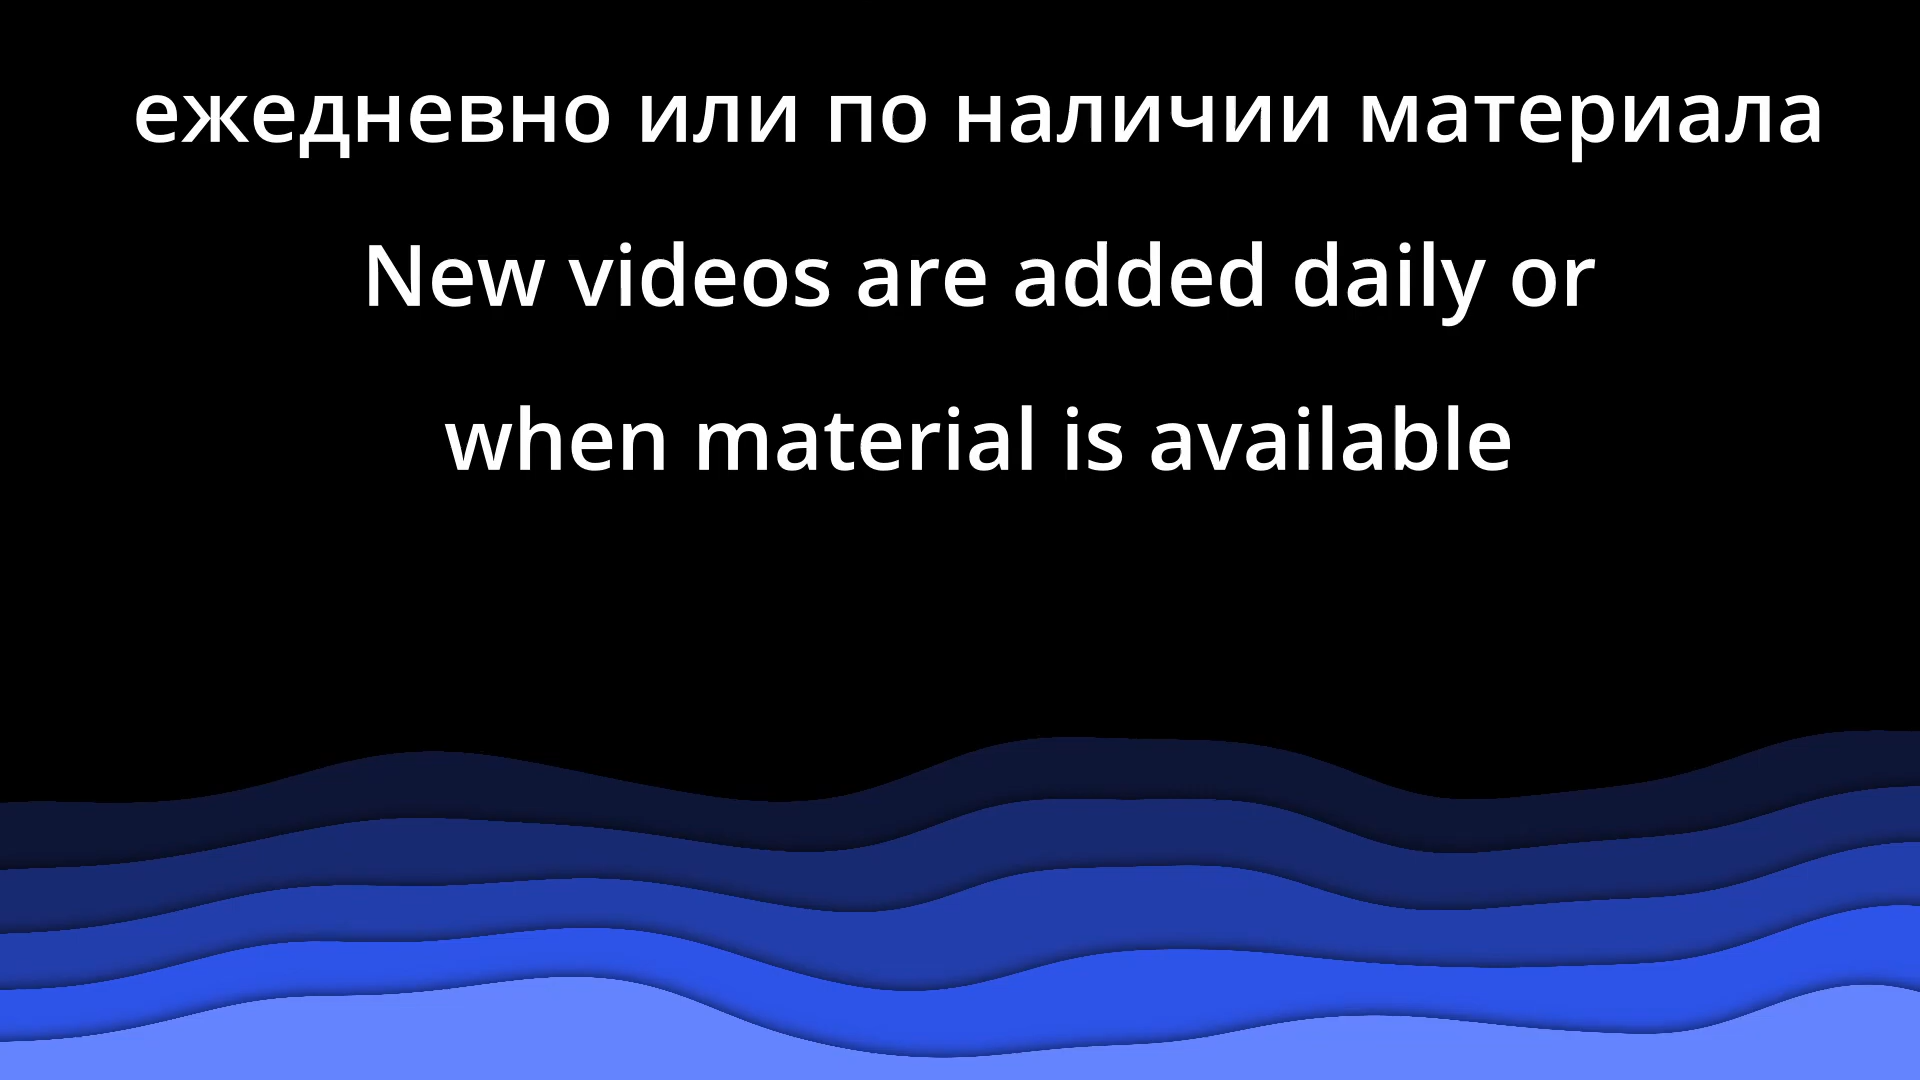 ежедневно или по наличии материала
New videos are added daily or
when material is available